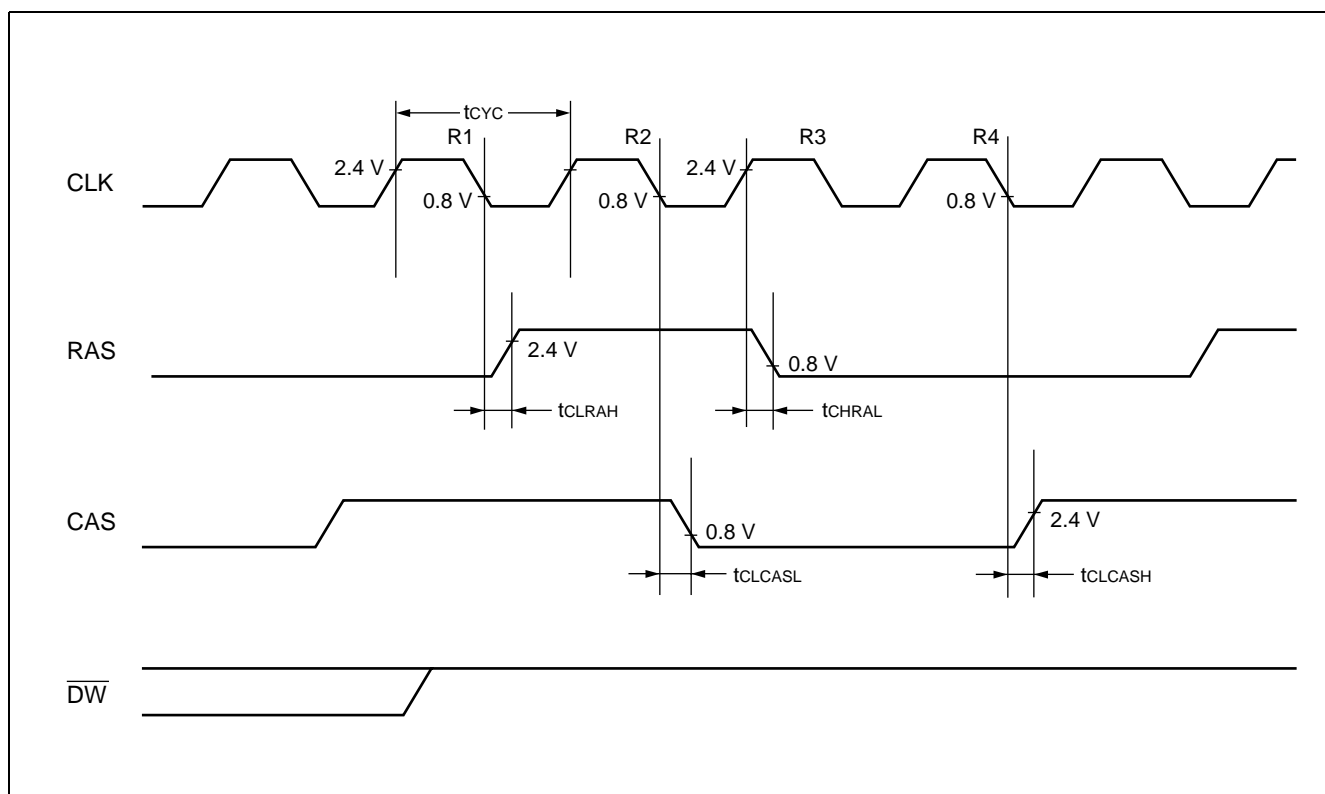 tCYC
R1 R2 R3 R4
CLK 2.4 V 0.8 V 0.8 V 2.4 V 0.8 V
RAS 2.4 V 0.8 V
tCLRAH tCHRAL
CAS 0.8 V 2.4 V
tCLCASL tCLCASH
DW